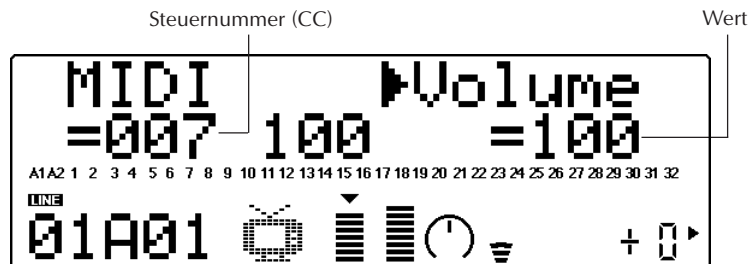 Steuernummer (CC) Wert
MIDI ▶Volume
=007 100 =100
A1 A2 1 2 3 4 5 6 7 8 9 10 11 12 13 14 15 16 17 18 19 20 21 22 23 24 25 26 27 28 29 30 31 32
LINE
01A01 ÷ 0